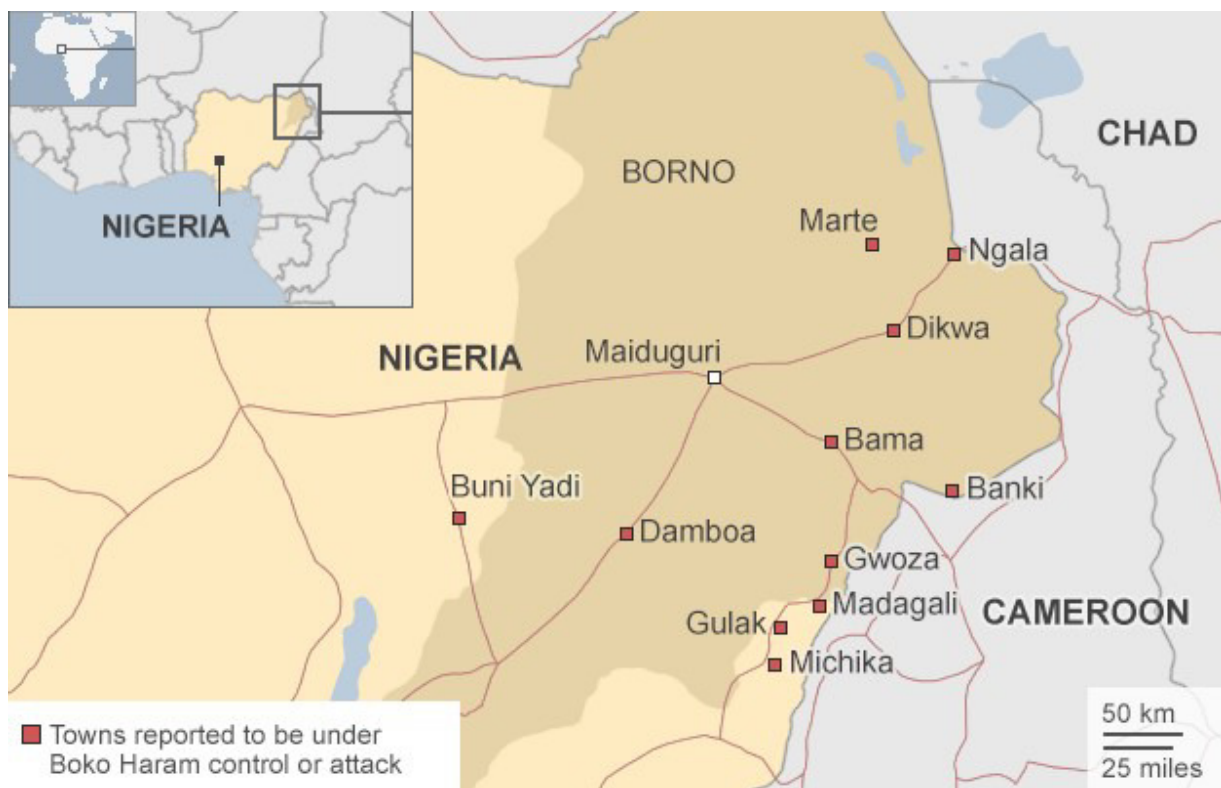 CHAD
BORNO
NIGERIA
Marte
Ngala
Dikwa
NIGERIA
Maiduguri
Bama
Buni Yadi
Banki
Damboa
Gwoza
Madagali
CAMEROON
Gulak
Michika
Towns reported to be under
Boko Haram control or attack
50 km
25 miles